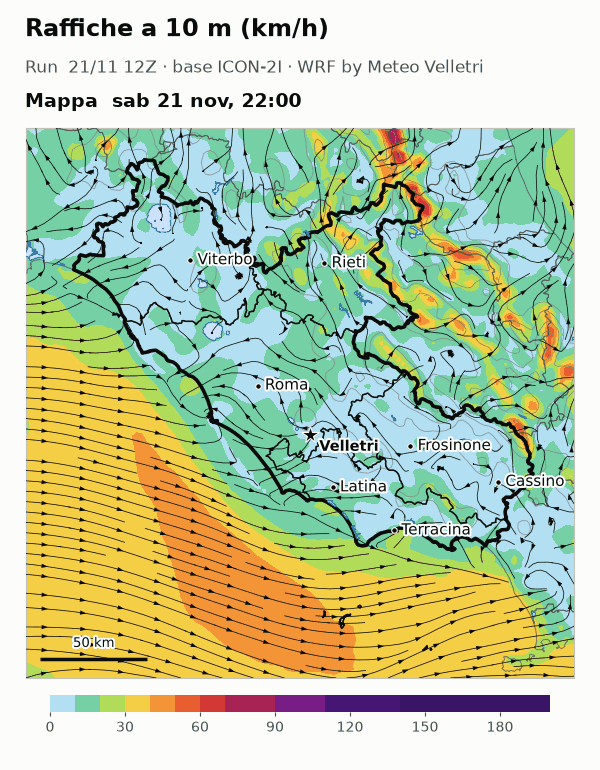 Raffiche a 10 m (km/h)
Run 21/11 12Z · base ICON-2I · WRF by Meteo Velletri
Mappa sab 21 nov, 22:00
Viterbo
Rieti
Roma
Velletri
Frosinone
Cassino
Latina
Terracina
50 km
0 30 60 90 120 150 180